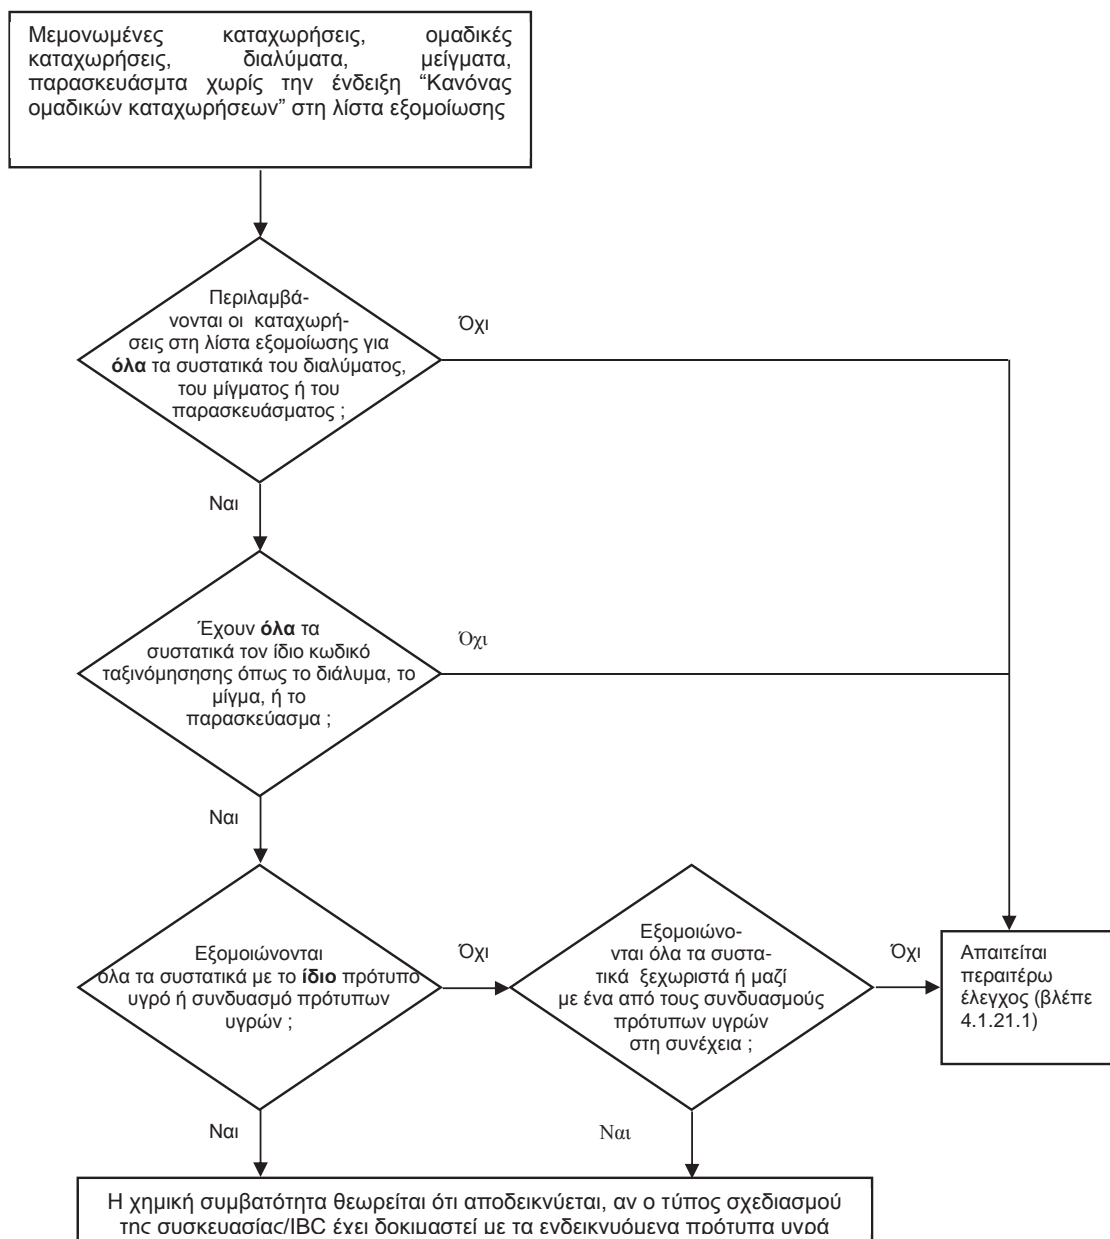 Μεμονωμένες καταχωρήσεις, ομαδικές
καταχωρήσεις, διαλύματα, μείγματα,
παρασκευάσμτα χωρίς την ένδειξη “Κανόνας
ομαδικών καταχωρήσεων” στη λίστα εξομοίωσης
Περιλαμβά-
νονται οι καταχωρή-
σεις στη λίστα εξομοίωσης για
όλα τα συστατικά του διαλύματος,
του μίγματος ή του
παρασκευάσματος ;
Όχι
Ναι
Έχουν όλα τα
συστατικά τον ίδιο κωδικό
ταξινόμησησης όπως το διάλυμα, το
μίγμα, ή το
παρασκεύασμα ;
Όχι
Ναι
Εξομοιώνονται
όλα τα συστατικά με το ίδιο πρότυπο
υγρό ή συνδυασμό πρότυπων
υγρών ;
Όχι
Εξομοιώνο-
νται όλα τα συστα-
τικά ξεχωριστά ή μαζί
με ένα από τους συνδυασμούς
πρότυπων υγρών
στη συνέχεια ;
Όχι
Απαιτείται
περαιτέρω
έλεγχος (βλέπε
4.1.21.1)
Ναι
Ναι
Η χημική συμβατότητα θεωρείται ότι αποδεικνύεται, αν ο τύπος σχεδιασμού
της συσκευασίας/IBC έχει δοκιμαστεί με τα ενδεικνυόμενα πρότυπα υγρά